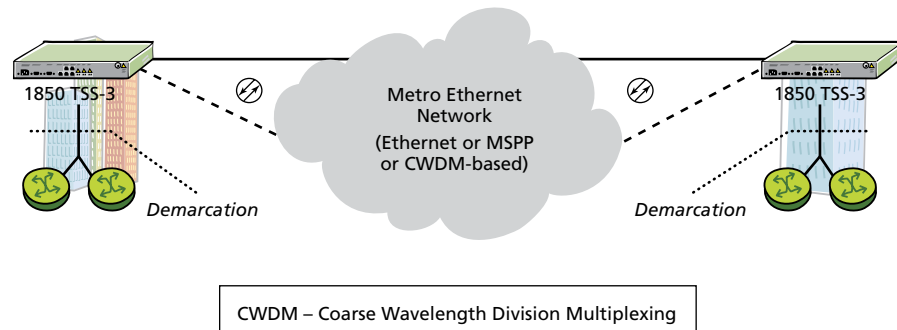 1850 TSS-3
Metro Ethernet
Network
(Ethernet or MSPP
or CWDM-based)
1850 TSS-3
Demarcation
Demarcation
CWDM – Coarse Wavelength Division Multiplexing